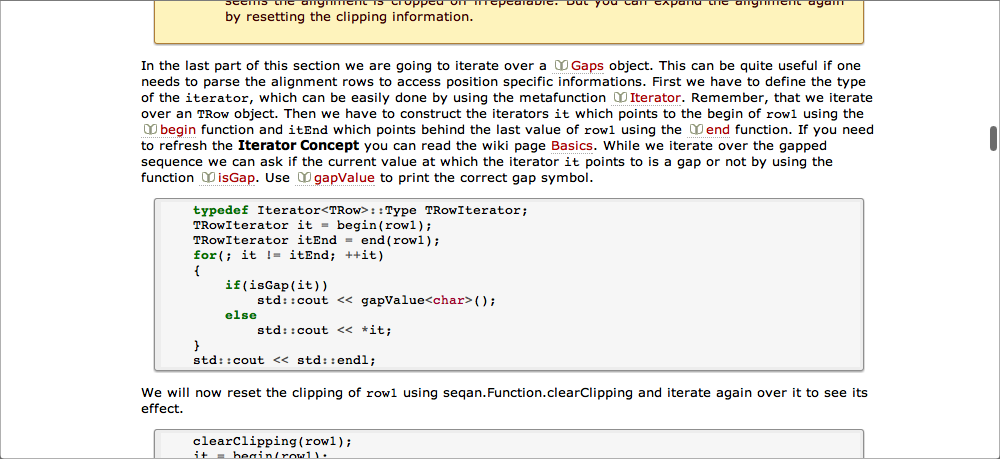 seems the alignment is cropped on irrepealable. But you can expand the alignment again
by resetting the clipping information.
In the last part of this section we are going to iterate over a Gaps object. This can be quite useful if one
needs to parse the alignment rows to access position specific informations. First we have to define the type
of the iterator, which can be easily done by using the metafunction Iterator. Remember, that we iterate
over an TRow object. Then we have to construct the iterators it which points to the begin of row1 using the
begin function and itEnd which points behind the last value of row1 using the end function. If you need
to refresh the Iterator Concept you can read the wiki page Basics. While we iterate over the gapped
sequence we can ask if the current value at which the iterator it points to is a gap or not by using the
function isGap. Use gapValue to print the correct gap symbol.
typedef Iterator<TRow>::Type TRowIterator;
TRowIterator it = begin(row1);
TRowIterator itEnd = end(row1);
for(; it != itEnd; ++it)
{
    if(isGap(it))
        std::cout << gapValue<char>();
    else
        std::cout << *it;
}
std::cout << std::endl;
We will now reset the clipping of row1 using seqan.Function.clearClipping and iterate again over it to see its
effect.
clearClipping(row1);
it = begin(row1);